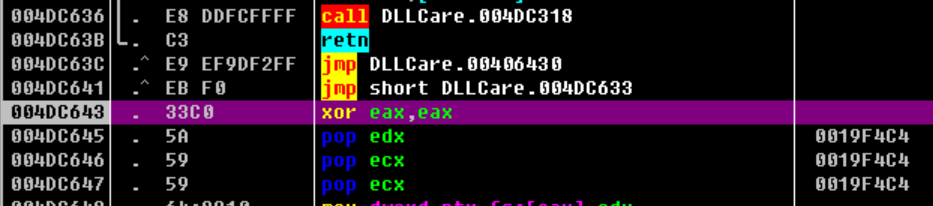 004DC636 . E8 DDFCFFFF call DLLCare.004DC318
004DC63B . C3 retn
004DC63C .^ E9 EF9DF2FF jmp DLLCare.00406430
004DC641 .^ EB F0 jmp short DLLCare.004DC633
004DC643 . 33C0 xor eax,eax
004DC645 . 5A pop edx 0019F4C4
004DC646 . 59 pop ecx 0019F4C4
004DC647 . 59 pop ecx 0019F4C4